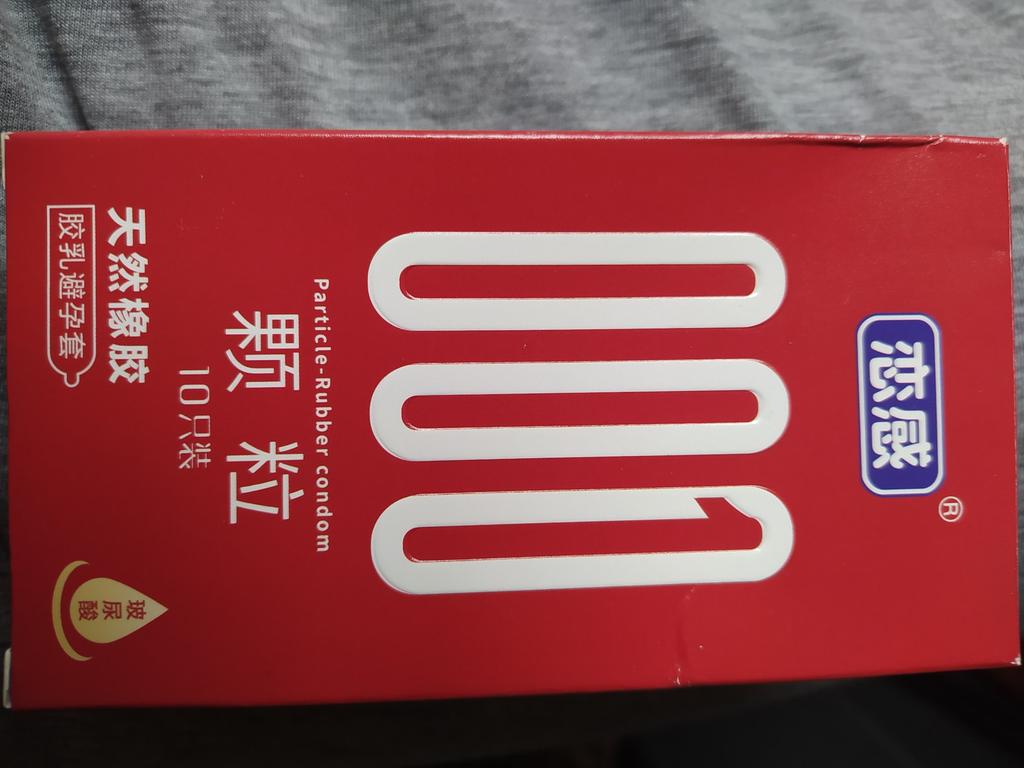 恋感®
001
Particle-Rubber condom
颗粒
10只装
天然橡胶
胶乳避孕套
玻
尿
酸